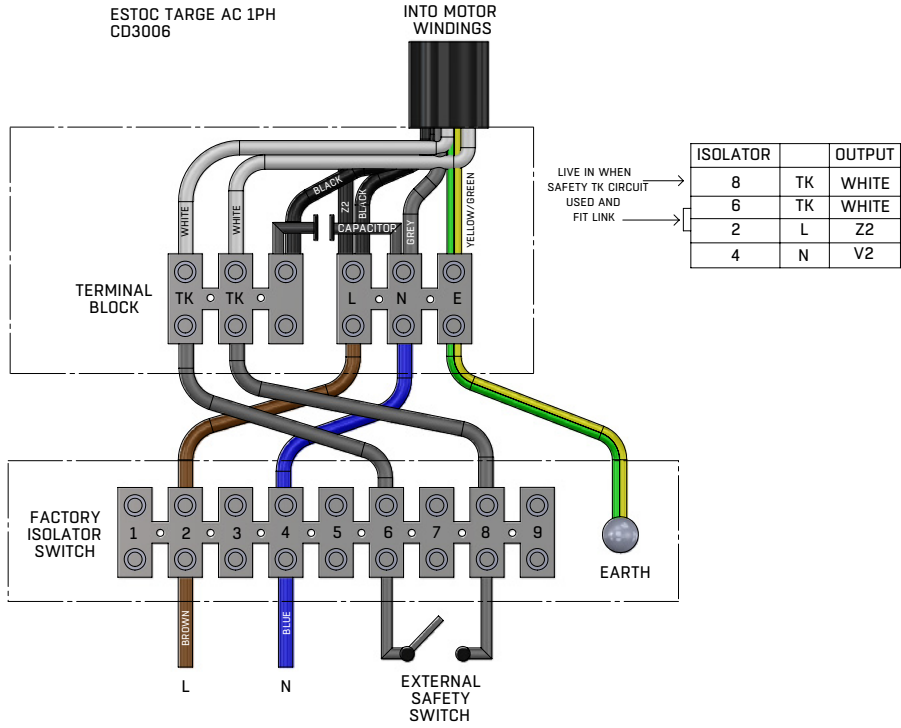 ESTOC TARGE AC 1PH
CD3006
INTO MOTOR
WINDINGS
WHITE
WHITE
BLACK
Z2
BLACK
CAPACITOR
GREY
YELLOW/GREEN
TERMINAL
BLOCK
TK TK L N E
LIVE IN WHEN
SAFETY TK CIRCUIT
USED AND
FIT LINK
ISOLATOR OUTPUT
8 TK WHITE
6 TK WHITE
2 L Z2
4 N V2
FACTORY
ISOLATOR
SWITCH
1 2 3 4 5 6 7 8 9
EARTH
BROWN
BLUE
L N
EXTERNAL
SAFETY
SWITCH